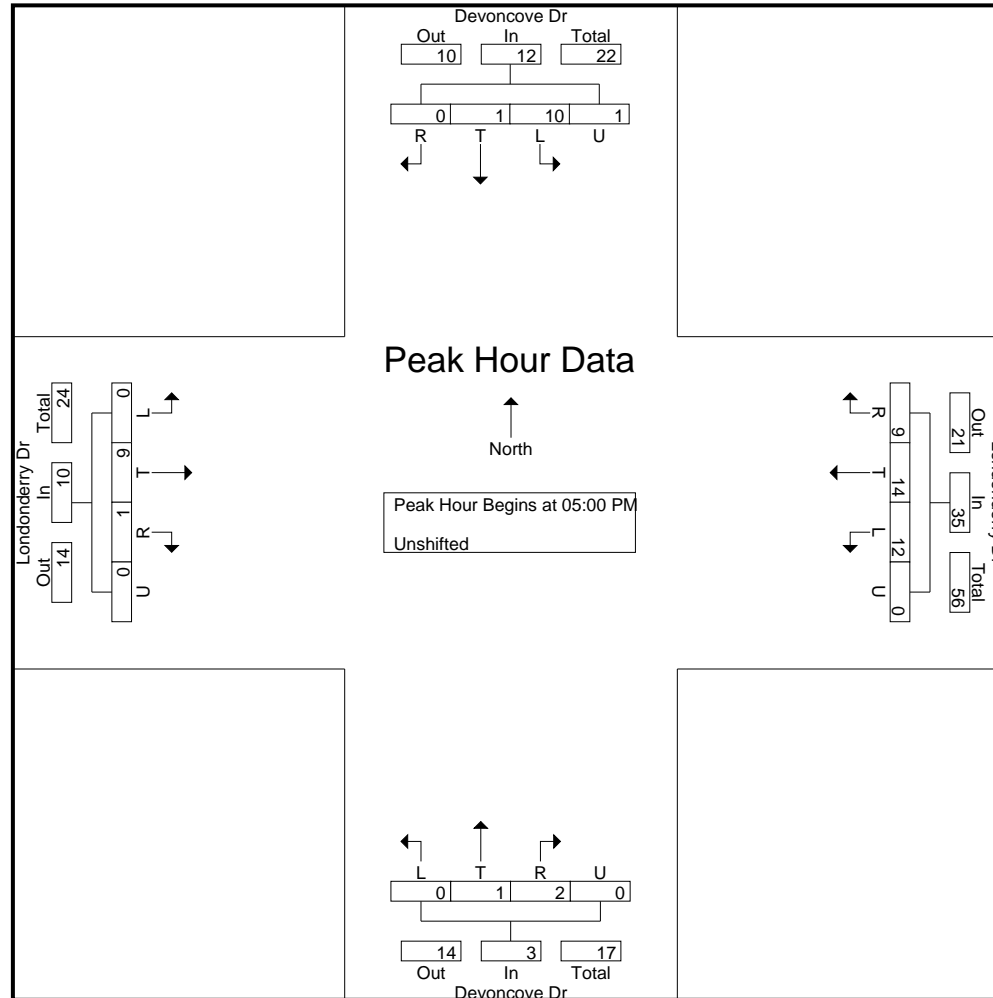 Devoncove Dr
Out In Total
10 12 22
0 1 10 1
R T L U
Peak Hour Data
North
Peak Hour Begins at 05:00 PM
Unshifted
Londonderry Dr
Out In Total
14 10 24
0 1 9 0
U R T L
Out In Total
21 35 56
9 14 12 0
R T L U
L T R U
0 1 2 0
14 3 17
Out In Total
Devoncove Dr